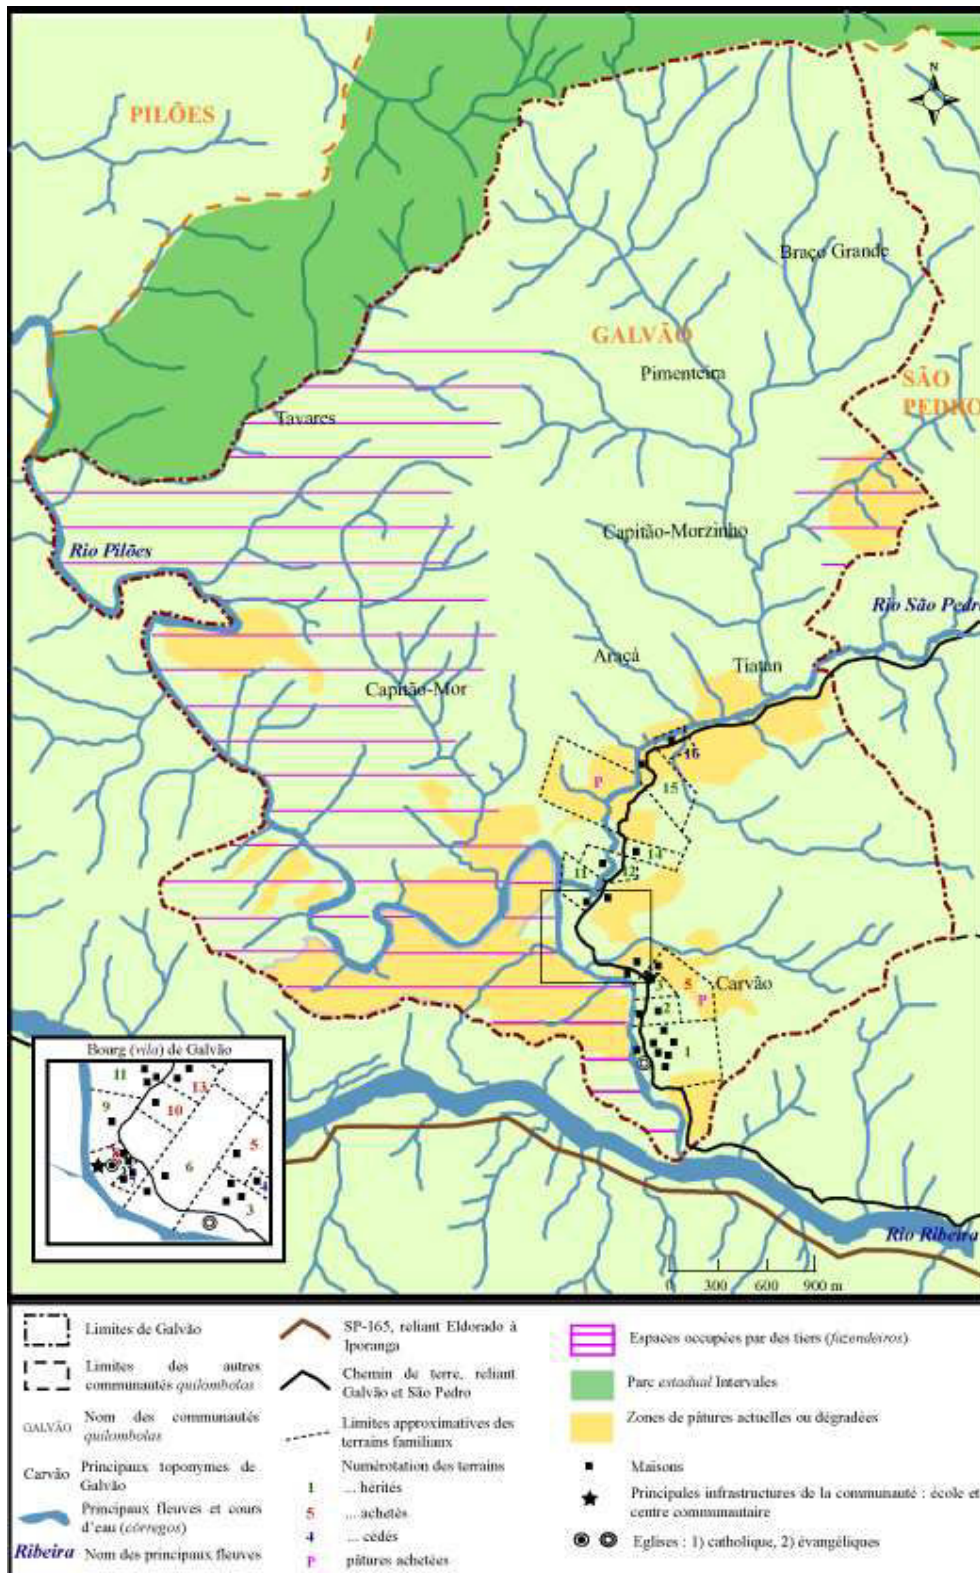 N
PILÕES
Braço Grande
GALVÃO
Pimenteira
SÃO
PEDRO
Tavares
Capitão-Morzinho
Rio Pilões
Rio São Pedro
Araçá
Tiatan
Capitão-Mor
16
P
15
14
12
11
Carvão
5
3
P
2
1
Bourg (vila) de Galvão
11
13
10
9
5
8
6
4
3
Rio Ribeira
0 300 600 900 m
Limites de Galvão
Limites des autres
communautés quilombolas
GALVÃO Nom des communautés
quilombolas
Carvão Principaux toponymes de
Galvão
Principaux fleuves et cours
d'eau (córregos)
Ribeira Nom des principaux fleuves
SP-165, reliant Eldorado à
Iporanga
Chemin de terre, reliant
Galvão et São Pedro
Limites approximatives des
terrains familiaux
Numérotation des terrains
1 ... hérités
5 ... achetés
4 ... cédés
P pâtures achetées
Espaces occupées par des tiers (fazendeiros)
Parc estadual Intervales
Zones de pâtures actuelles ou dégradées
Maisons
Principales infrastructures de la communauté : école et
centre communautaire
Eglises : 1) catholique, 2) évangéliques